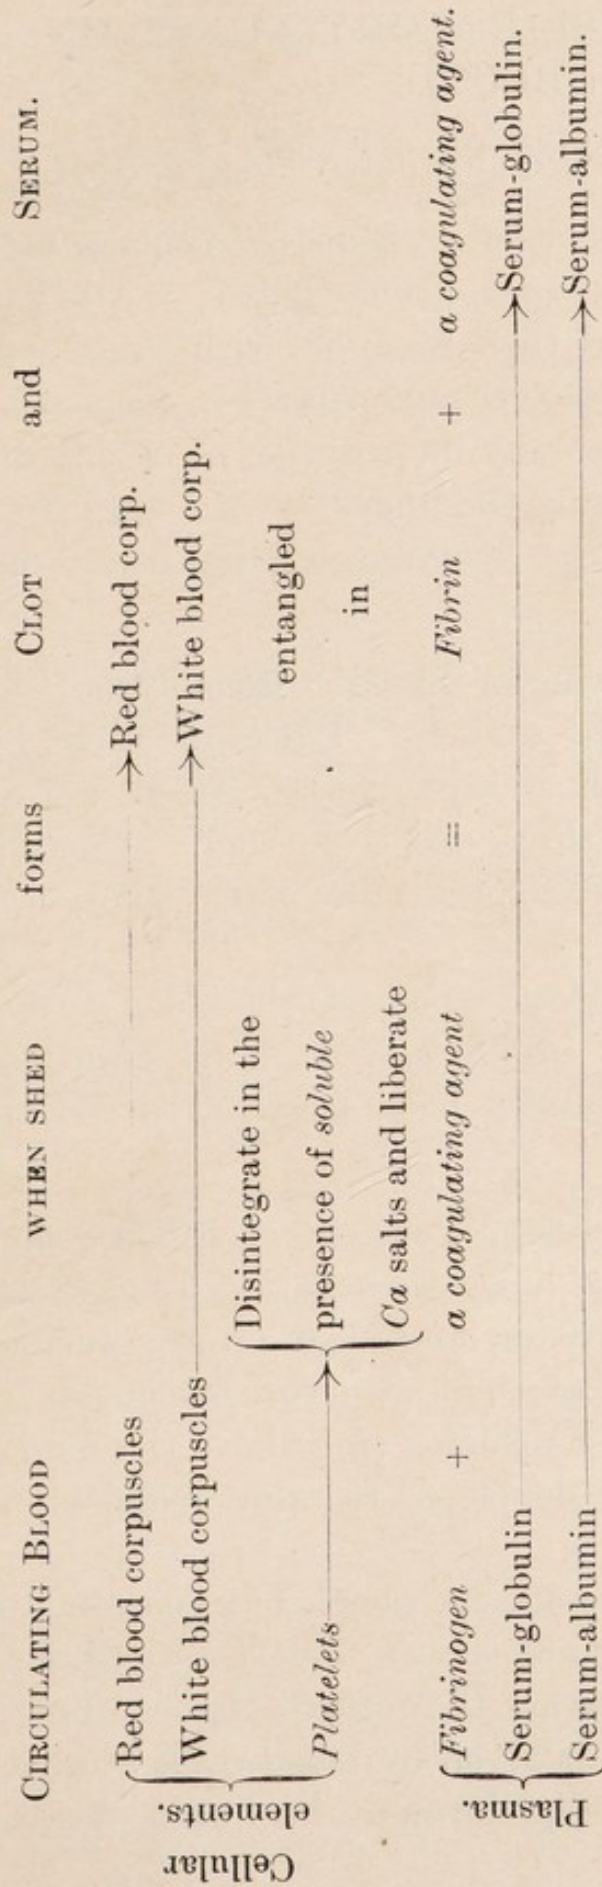 CIRCULATING BLOOD WHEN SHED forms CLOT and SERUM.
Cellular
elements.
Red blood corpuscles → Red blood corp.
White blood corpuscles → White blood corp.
Platelets →
Disintegrate in the
presence of soluble
Ca salts and liberate
entangled
in
Plasma.
Fibrinogen + a coagulating agent = Fibrin + a coagulating agent.
Serum-globulin → Serum-globulin.
Serum-albumin → Serum-albumin.